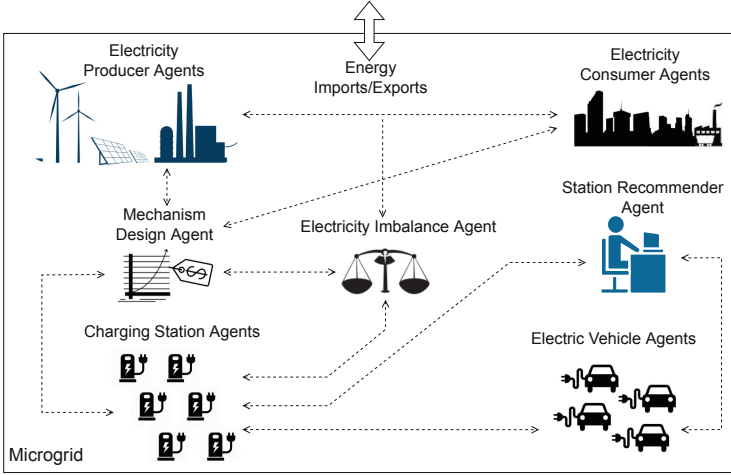 Electricity
Producer Agents
Energy
Imports/Exports
Electricity
Consumer Agents
Mechanism
Design Agent
$
Electricity Imbalance Agent
Station Recommender
Agent
Charging Station Agents
Electric Vehicle Agents
Microgrid